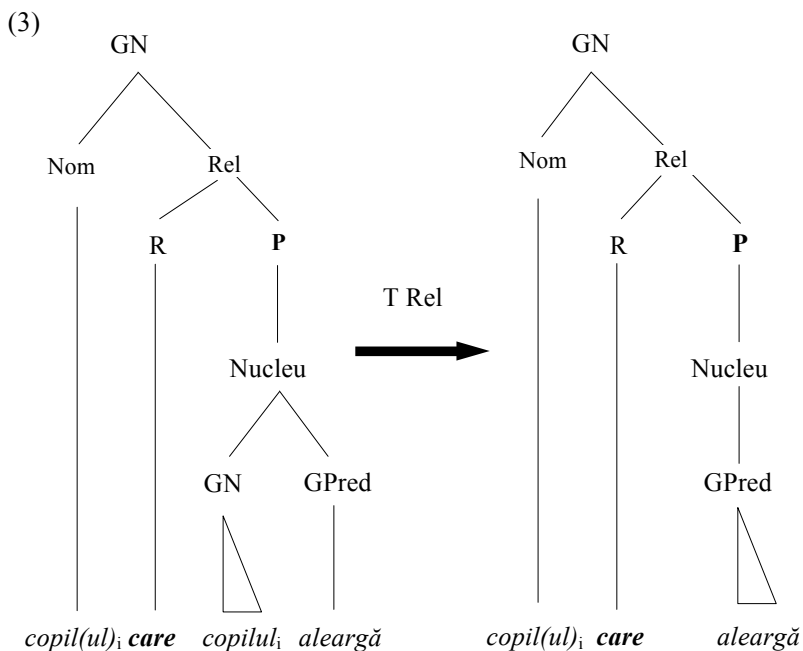 (3)
GN GN
Nom Rel Nom Rel
R P R P
T Rel
Nucleu Nucleu
GN GPred GPred
copil(ul)i care copiluli aleargă copil(ul)i care aleargă